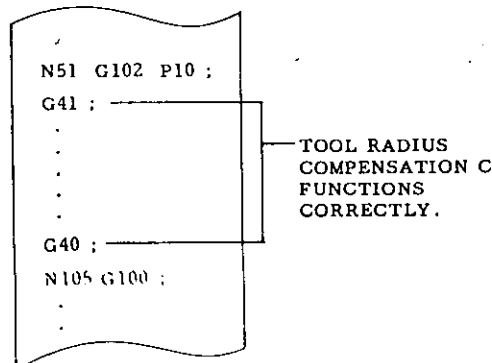 N51 G102 P10 ;
G41 ;
.
.
.
.
.
G40 ;
N105 G100 ;
.
.
TOOL RADIUS
COMPENSATION C
FUNCTIONS
CORRECTLY.